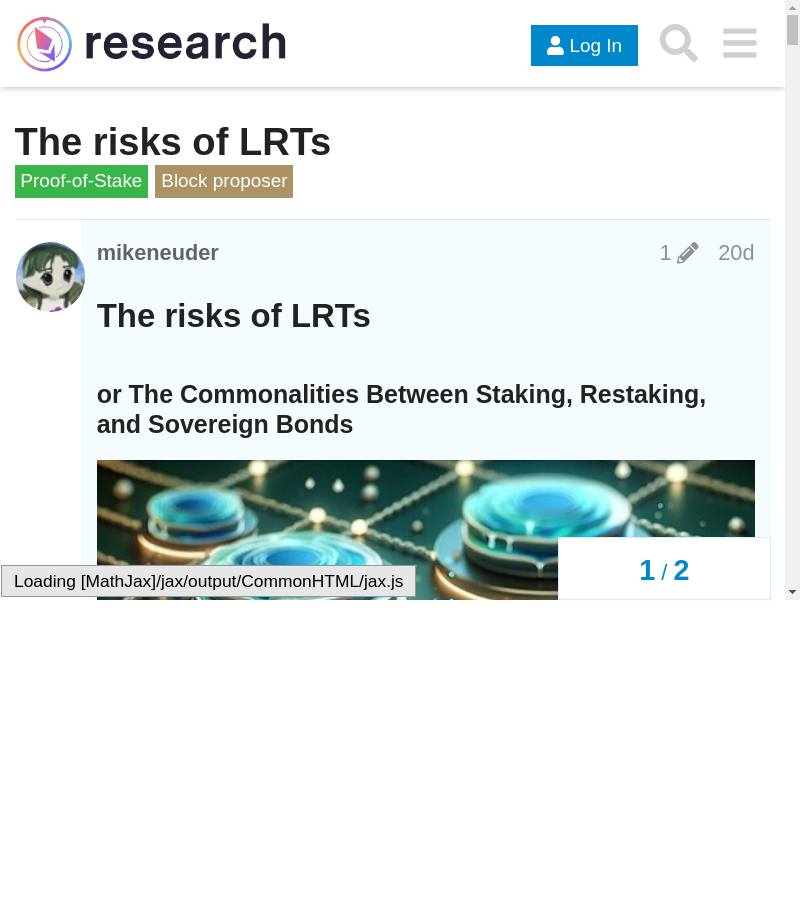 research
Log In
The risks of LRTs
Proof-of-Stake Block proposer
mikeneuder 1 20d
The risks of LRTs
or The Commonalities Between Staking, Restaking,
and Sovereign Bonds
Loading [MathJax]/jax/output/CommonHTML/jax.js
1 / 2